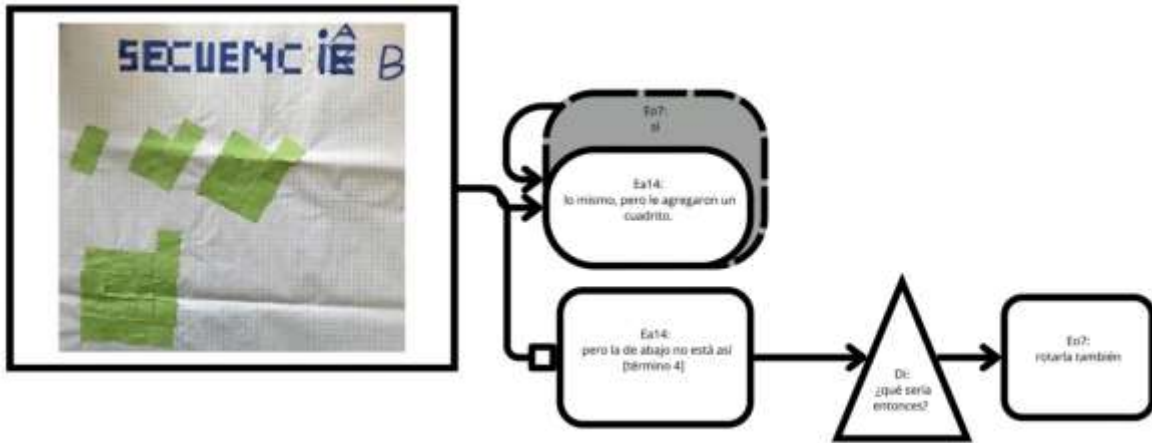 SECUENCIA B
Eo7:
sí
Ea14:
lo mismo, pero le agregaron un
cuadrito.
Ea14:
pero la de abajo no está así
[término 4]
Di:
¿qué sería
entonces?
Eo7:
rotarla también